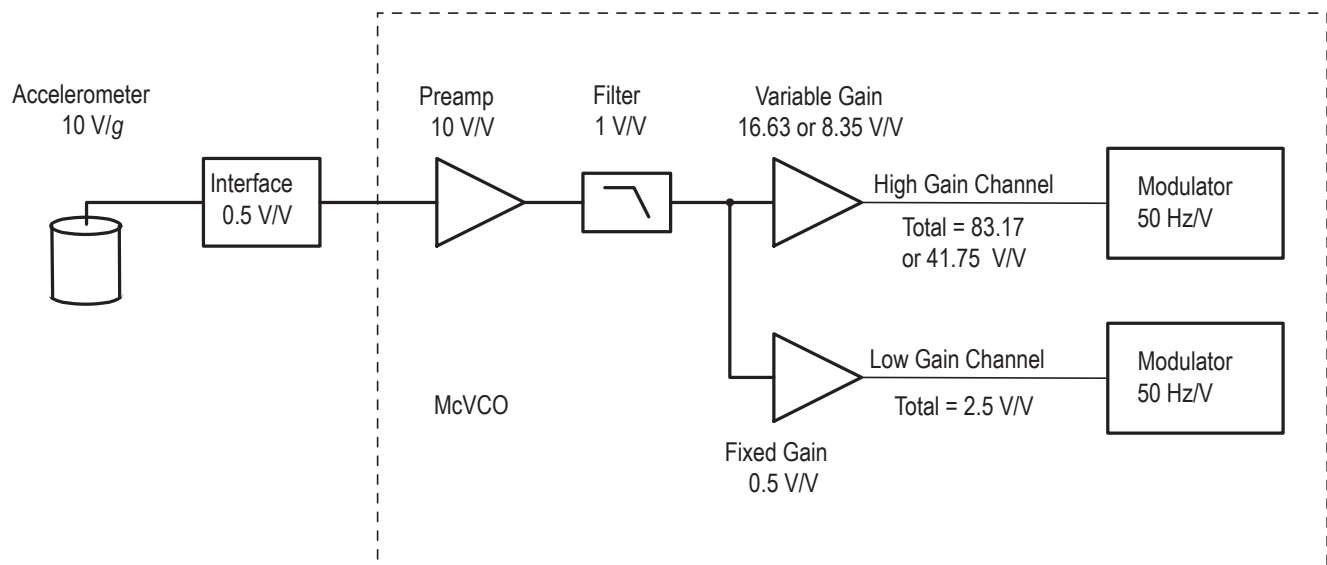 Accelerometer
10 V/g
Interface
0.5 V/V
Preamp
10 V/V
Filter
1 V/V
Variable Gain
16.63 or 8.35 V/V
High Gain Channel
Total = 83.17
or 41.75 V/V
Modulator
50 Hz/V
McVCO
Fixed Gain
0.5 V/V
Low Gain Channel
Total = 2.5 V/V
Modulator
50 Hz/V